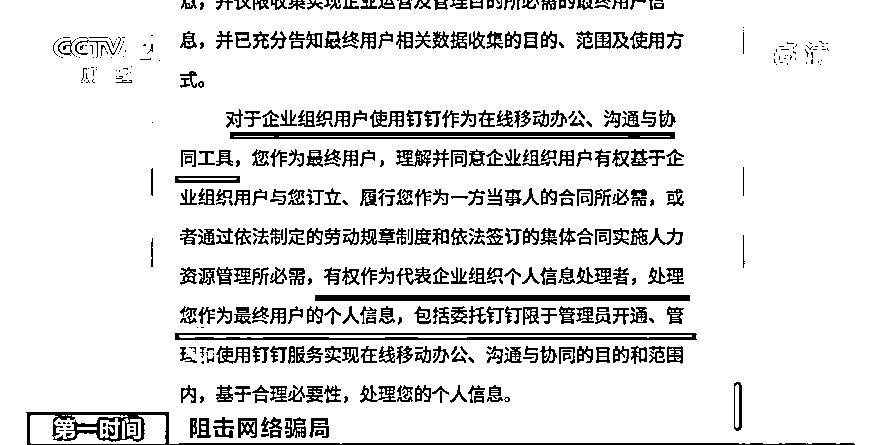 息，并仅限收集实现企业运营及管理目的所必需的最终用户信
CCTV 2
息，并已充分告知最终用户相关数据收集的目的、范围及使用方
高清
财经
式。
对于企业组织用户使用钉钉作为在线移动办公、沟通与协
同工具，您作为最终用户，理解并同意企业组织用户有权基于企
业组织用户与您订立、履行您作为一方当事人的合同所必需，或
者通过依法制定的劳动规章制度和依法签订的集体合同实施人力
资源管理所必需，有权作为代表企业组织个人信息处理者，处理
您作为最终用户的个人信息，包括委托钉钉限于管理员开通、管
理和使用钉钉服务实现在线移动办公、沟通与协同的目的和范围
内，基于合理必要性，处理您的个人信息。
第一时间 阻击网络骗局